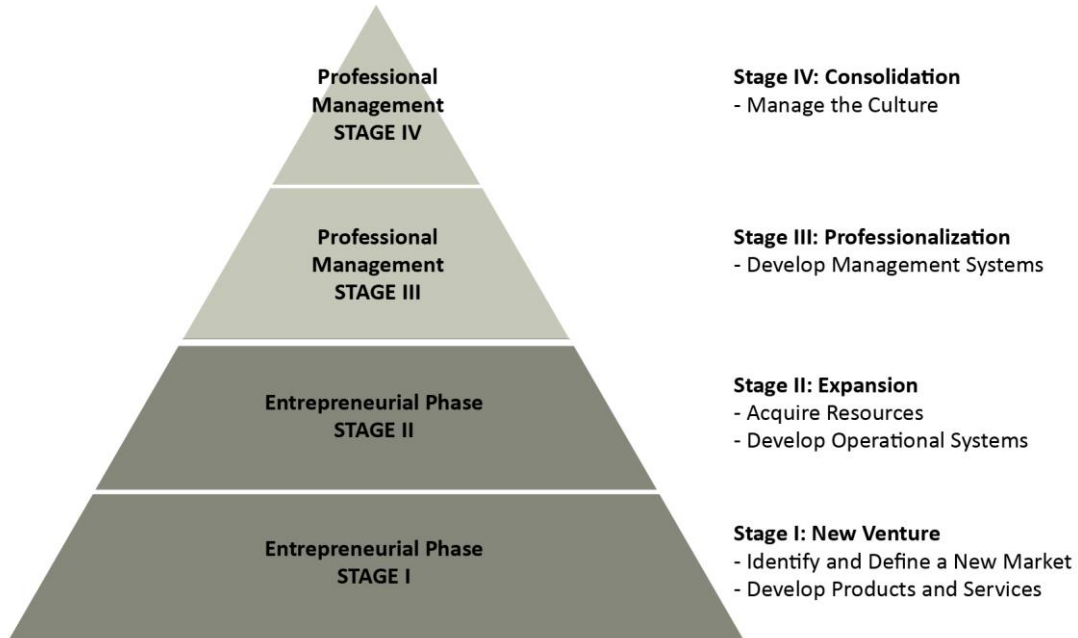 Professional
Management
STAGE IV
Stage IV: Consolidation
- Manage the Culture
Professional
Management
STAGE III
Stage III: Professionalization
- Develop Management Systems
Entrepreneurial Phase
STAGE II
Stage II: Expansion
- Acquire Resources
- Develop Operational Systems
Entrepreneurial Phase
STAGE I
Stage I: New Venture
- Identify and Define a New Market
- Develop Products and Services